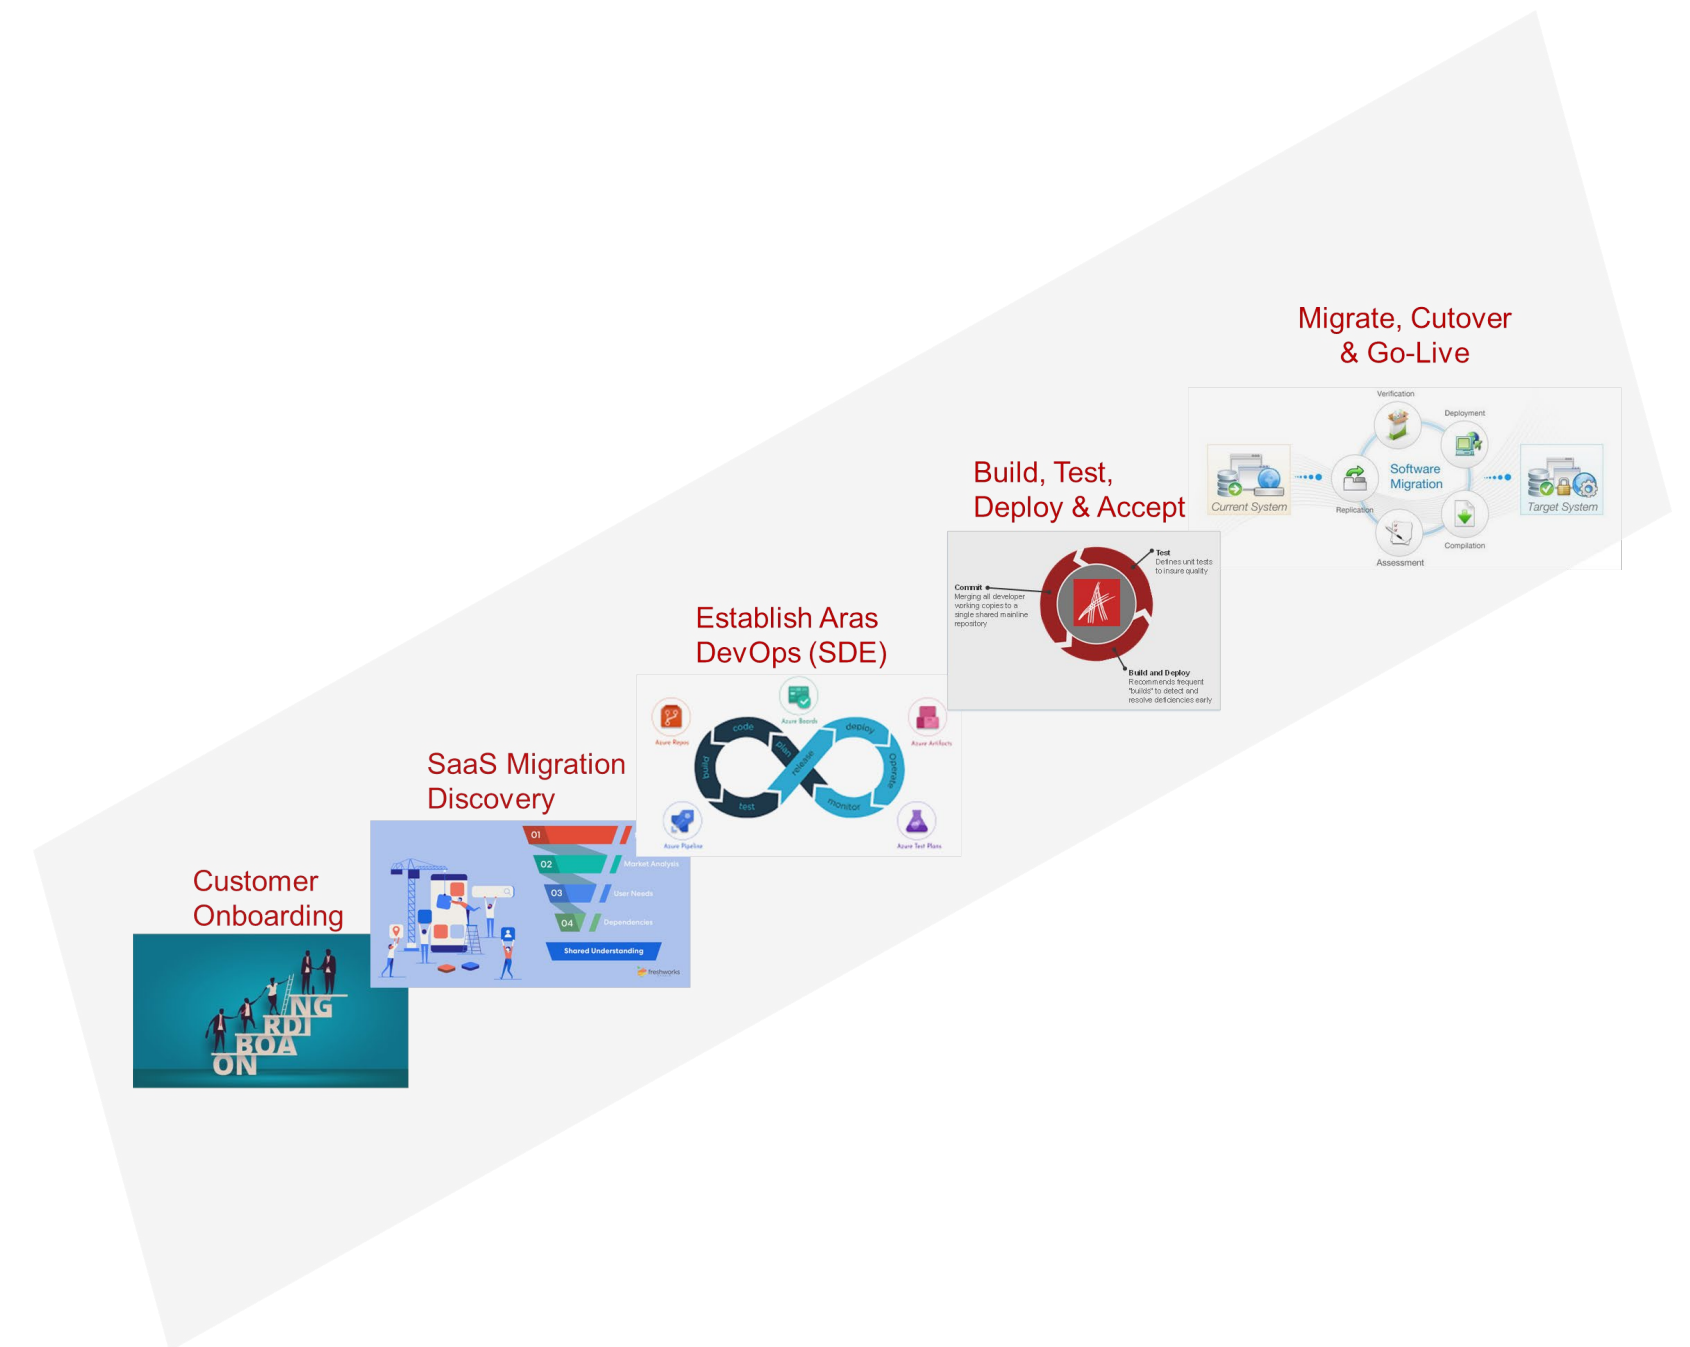 Migrate, Cutover
& Go-Live
Verification
Deployment
Software
Migration
Current System
Target System
Replication
Compilation
Assessment
Build, Test,
Deploy & Accept
Test
Defines unit tests
to insure quality
Commit
Merging all developer
working copies to a
single shared mainline
repository
Build and Deploy
Recommends frequent
"builds" to detect and
resolve deficiencies early
Establish Aras
DevOps (SDE)
Azure Boards
Azure Repos
Azure Artifacts
code
plan
build
test
release
deploy
Operate
monitor
Azure Pipeline
Azure Test Plans
SaaS Migration
Discovery
01
02
Market Analysis
03
User Needs
04
Dependencies
Shared Understanding
freshworks
Customer
Onboarding
NG
RDI
BOA
ON